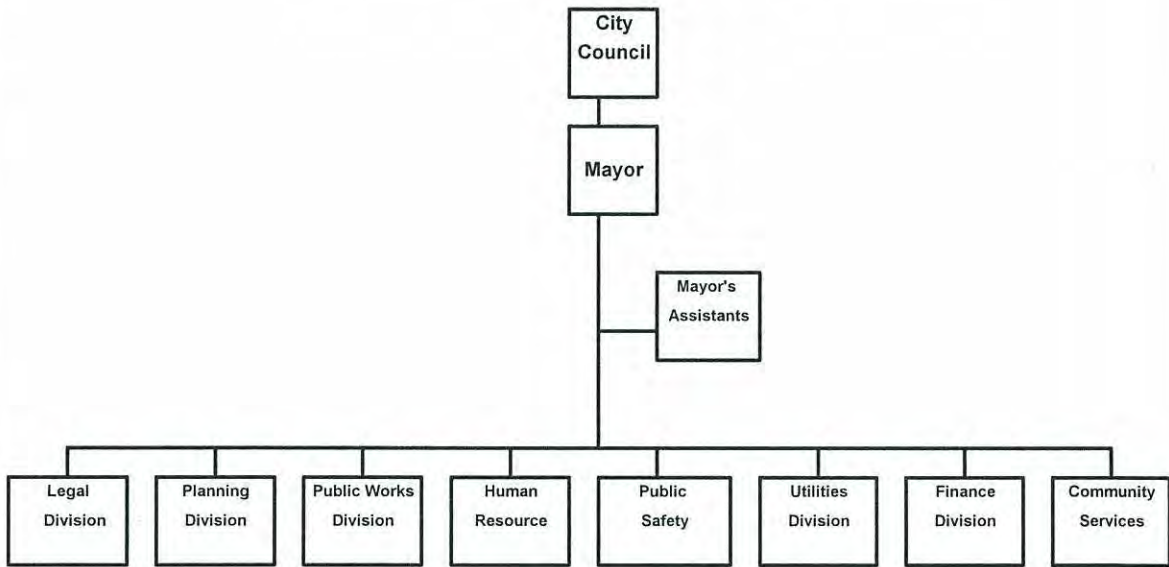 City
Council
Mayor
Mayor's
Assistants
Legal
Division
Planning
Division
Public Works
Division
Human
Resource
Public
Safety
Utilities
Division
Finance
Division
Community
Services